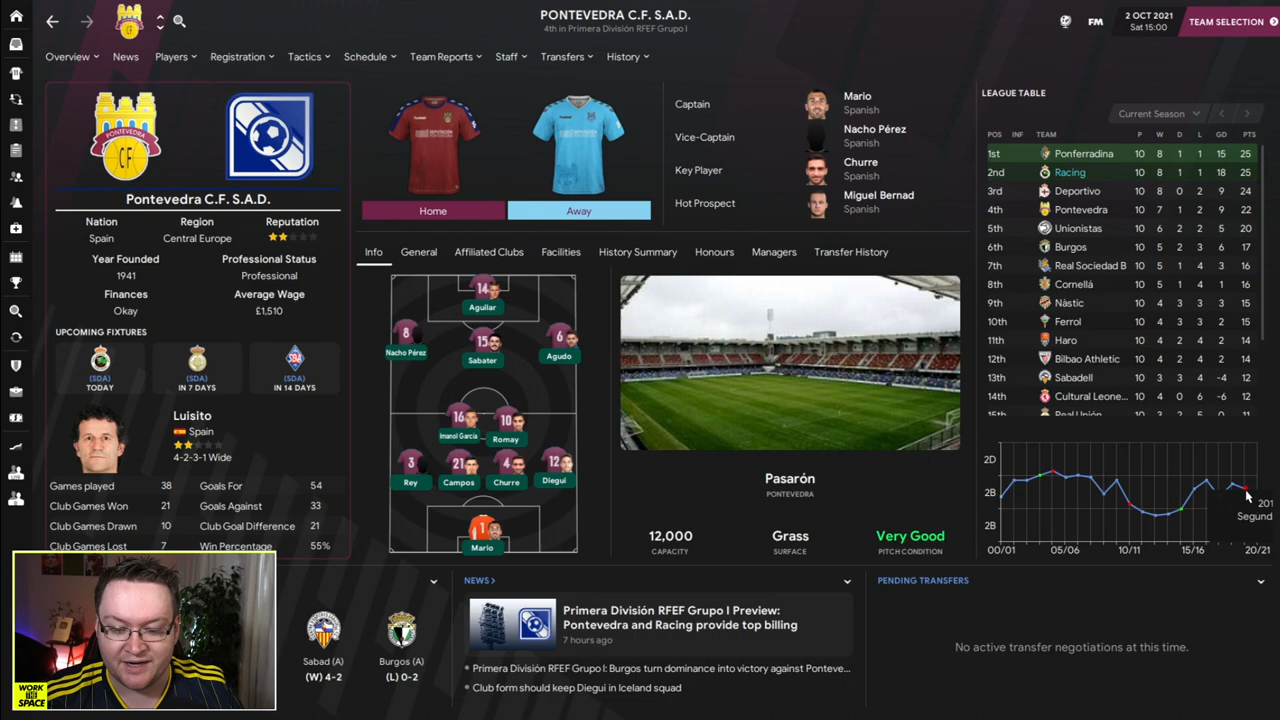 PONTEVEDRA C.F. S.A.D.
4th in Primera División RFEF Grupo I
FM
2 OCT 2021
Sat 15:00
TEAM SELECTION
Overview
News
Players
Registration
Tactics
Schedule
Team Reports
Staff
Transfers
History
Pontevedra C.F. S.A.D.
Nation
Region
Reputation
Spain
Central Europe
Year Founded
Professional Status
1941
Professional
Finances
Average Wage
Okay
£1,510
UPCOMING FIXTURES
(SDA)
TODAY
(SDA)
IN 7 DAYS
(SDA)
IN 14 DAYS
Luisito
Spain
4-2-3-1 Wide
Games played 38 Goals For 54
Club Games Won 21 Goals Against 33
Club Games Drawn 10 Club Goal Difference 21
Club Games Lost 7 Win Percentage 55%
Home
Away
Captain
Mario
Spanish
Vice-Captain
Nacho Pérez
Spanish
Key Player
Churre
Spanish
Hot Prospect
Miguel Bernad
Spanish
Info
General
Affiliated Clubs
Facilities
History Summary
Honours
Managers
Transfer History
14
Aguilar
8
Nacho Pérez
15
Sabater
6
Agudo
16
Imanol García
10
Romay
3
Rey
21
Campos
4
Churre
12
Diegui
1
Mario
Pasarón
PONTEVEDRA
12,000
CAPACITY
Grass
SURFACE
Very Good
PITCH CONDITION
LEAGUE TABLE
Current Season
POS INF TEAM P W D L GD PTS
1st Ponferradina 10 8 1 1 15 25
2nd Racing 10 8 1 1 18 25
3rd Deportivo 10 8 0 2 9 24
4th Pontevedra 10 7 1 2 9 22
5th Unionistas 10 6 2 2 5 20
6th Burgos 10 5 2 3 6 17
7th Real Sociedad B 10 5 1 4 3 16
8th Cornellá 10 5 1 4 1 16
9th Nàstic 10 4 3 3 3 15
10th Ferrol 10 4 3 3 2 15
11th Haro 10 4 2 4 2 14
12th Bilbao Athletic 10 4 2 4 2 14
13th Sabadell 10 3 3 4 -4 12
14th Cultural Leone... 10 4 0 6 -6 12
2D
2B
2B
201
Segund
00/01
05/06
10/11
15/16
20/21
Sabad (A)
(W) 4-2
Burgos (A)
(L) 0-2
NEWS >
Primera División RFEF Grupo I Preview:
Pontevedra and Racing provide top billing
7 hours ago
Primera División RFEF Grupo I: Burgos turn dominance into victory against Ponteve...
Club form should keep Diegui in Iceland squad
PENDING TRANSFERS
No active transfer negotiations at this time.
WORK
THE
SPACE